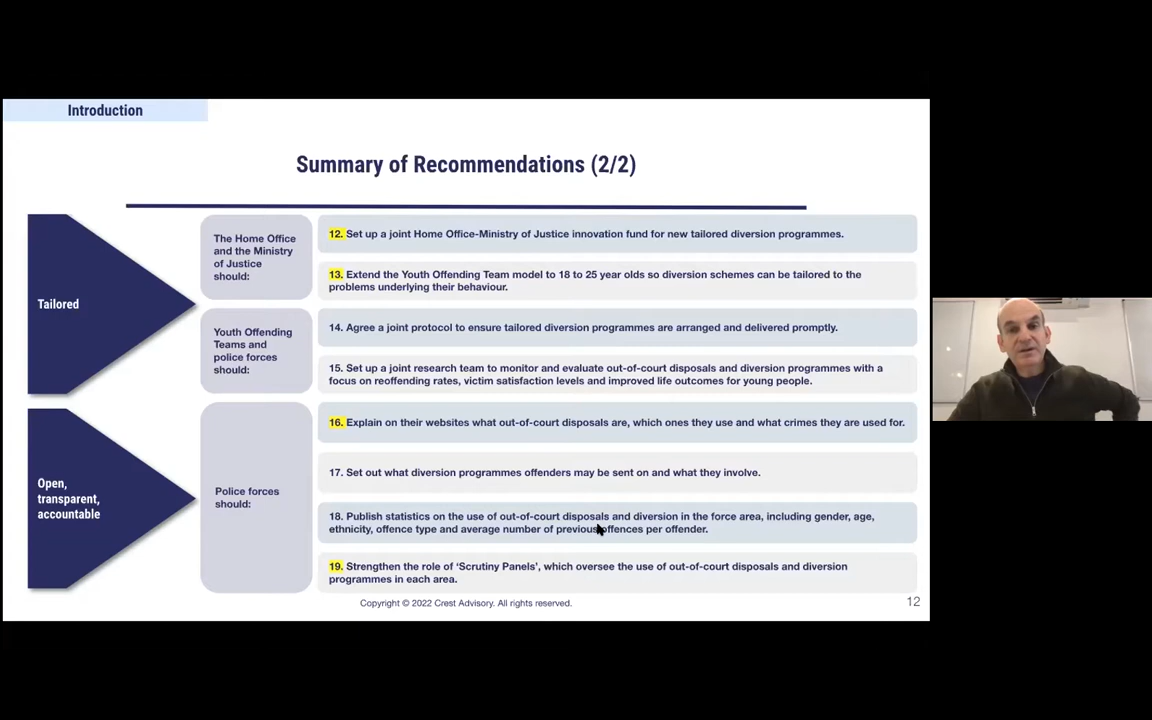 Introduction
Summary of Recommendations (2/2)
Tailored
The Home Office
and the Ministry
of Justice
should:
12. Set up a joint Home Office-Ministry of Justice innovation fund for new tailored diversion programmes.
13. Extend the Youth Offending Team model to 18 to 25 year olds so diversion schemes can be tailored to the
problems underlying their behaviour.
Youth Offending
Teams and
police forces
should:
14. Agree a joint protocol to ensure tailored diversion programmes are arranged and delivered promptly.
15. Set up a joint research team to monitor and evaluate out-of-court disposals and diversion programmes with a
focus on reoffending rates, victim satisfaction levels and improved life outcomes for young people.
Open,
transparent,
accountable
Police forces
should:
16. Explain on their websites what out-of-court disposals are, which ones they use and what crimes they are used for.
17. Set out what diversion programmes offenders may be sent on and what they involve.
18. Publish statistics on the use of out-of-court disposals and diversion in the force area, including gender, age,
ethnicity, offence type and average number of previous offences per offender.
19. Strengthen the role of ‘Scrutiny Panels’, which oversee the use of out-of-court disposals and diversion
programmes in each area.
Copyright © 2022 Crest Advisory. All rights reserved.
12